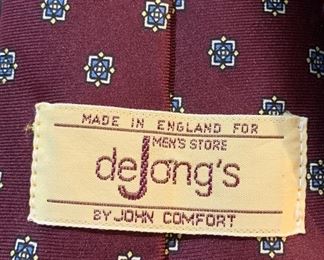 MADE IN ENGLAND FOR
MEN'S STORE
deJong's
BY JOHN COMFORT